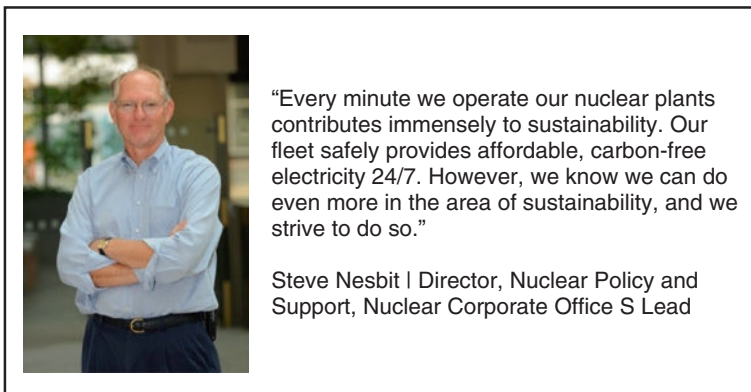 “Every minute we operate our nuclear plants
contributes immensely to sustainability. Our
fleet safely provides affordable, carbon-free
electricity 24/7. However, we know we can do
even more in the area of sustainability, and we
strive to do so.”
Steve Nesbit | Director, Nuclear Policy and
Support, Nuclear Corporate Office S Lead